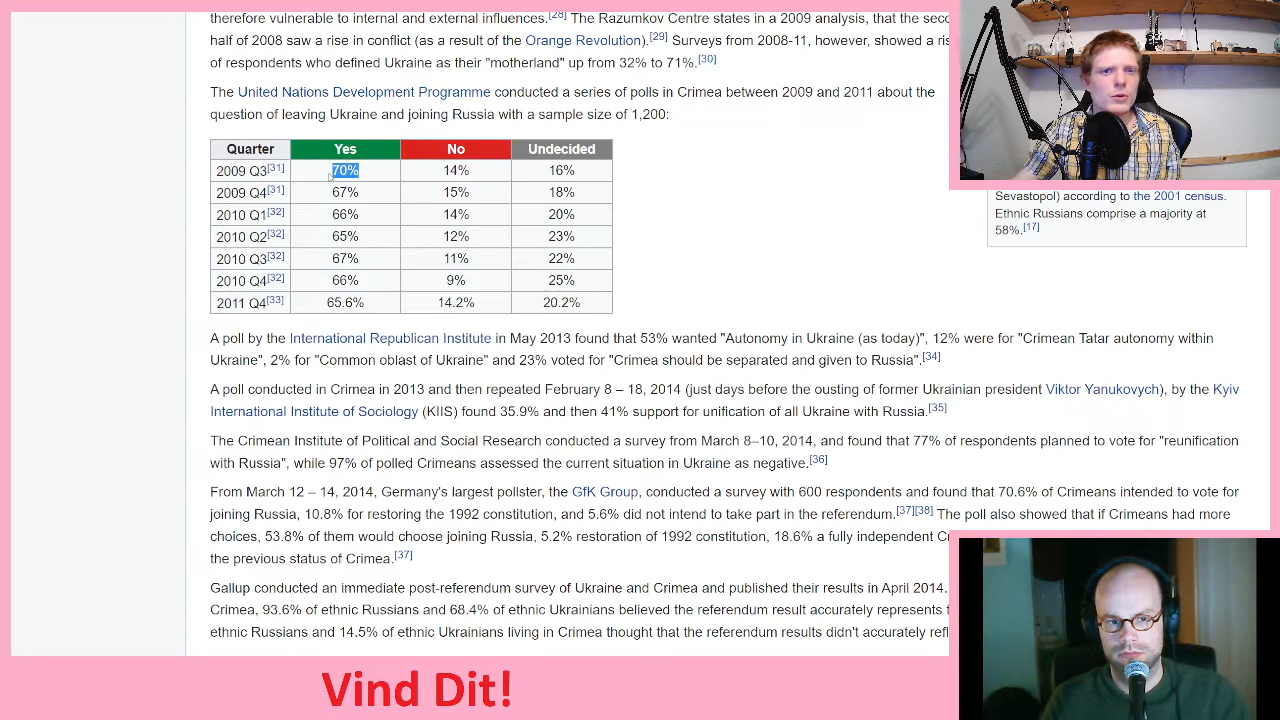 therefore vulnerable to internal and external influences.[28] The Razumkov Centre states in a 2009 analysis, that the seco
half of 2008 saw a rise in conflict (as a result of the Orange Revolution).[29] Surveys from 2008-11, however, showed a ris
of respondents who defined Ukraine as their "motherland" up from 32% to 71%.[30]
The United Nations Development Programme conducted a series of polls in Crimea between 2009 and 2011 about the
question of leaving Ukraine and joining Russia with a sample size of 1,200:
Quarter Yes No Undecided
2009 Q3[31] 70% 14% 16%
2009 Q4[31] 67% 15% 18%
2010 Q1[32] 66% 14% 20%
2010 Q2[32] 65% 12% 23%
2010 Q3[32] 67% 11% 22%
2010 Q4[32] 66% 9% 25%
2011 Q4[33] 65.6% 14.2% 20.2%
Sevastopol) according to the 2001 census.
Ethnic Russians comprise a majority at
58%.[17]
A poll by the International Republican Institute in May 2013 found that 53% wanted "Autonomy in Ukraine (as today)", 12% were for "Crimean Tatar autonomy within
Ukraine", 2% for "Common oblast of Ukraine" and 23% voted for "Crimea should be separated and given to Russia".[34]
A poll conducted in Crimea in 2013 and then repeated February 8 – 18, 2014 (just days before the ousting of former Ukrainian president Viktor Yanukovych), by the Kyiv
International Institute of Sociology (KIIS) found 35.9% and then 41% support for unification of all Ukraine with Russia.[35]
The Crimean Institute of Political and Social Research conducted a survey from March 8–10, 2014, and found that 77% of respondents planned to vote for "reunification
with Russia", while 97% of polled Crimeans assessed the current situation in Ukraine as negative.[36]
From March 12 – 14, 2014, Germany's largest pollster, the GfK Group, conducted a survey with 600 respondents and found that 70.6% of Crimeans intended to vote for
joining Russia, 10.8% for restoring the 1992 constitution, and 5.6% did not intend to take part in the referendum.[37][38] The poll also showed that if Crimeans had more
choices, 53.8% of them would choose joining Russia, 5.2% restoration of 1992 constitution, 18.6% a fully independent C
the previous status of Crimea.[37]
Gallup conducted an immediate post-referendum survey of Ukraine and Crimea and published their results in April 2014.
Crimea, 93.6% of ethnic Russians and 68.4% of ethnic Ukrainians believed the referendum result accurately represents t
ethnic Russians and 14.5% of ethnic Ukrainians living in Crimea thought that the referendum results didn't accurately refl
Vind Dit!